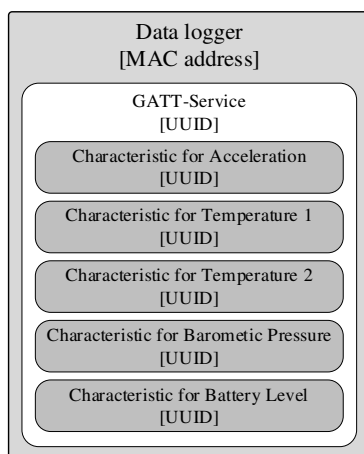 Data logger
[MAC address]
GATT-Service
[UUID]
Characteristic for Acceleration
[UUID]
Characteristic for Temperature 1
[UUID]
Characteristic for Temperature 2
[UUID]
Characteristic for Barometic Pressure
[UUID]
Characteristic for Battery Level
[UUID]